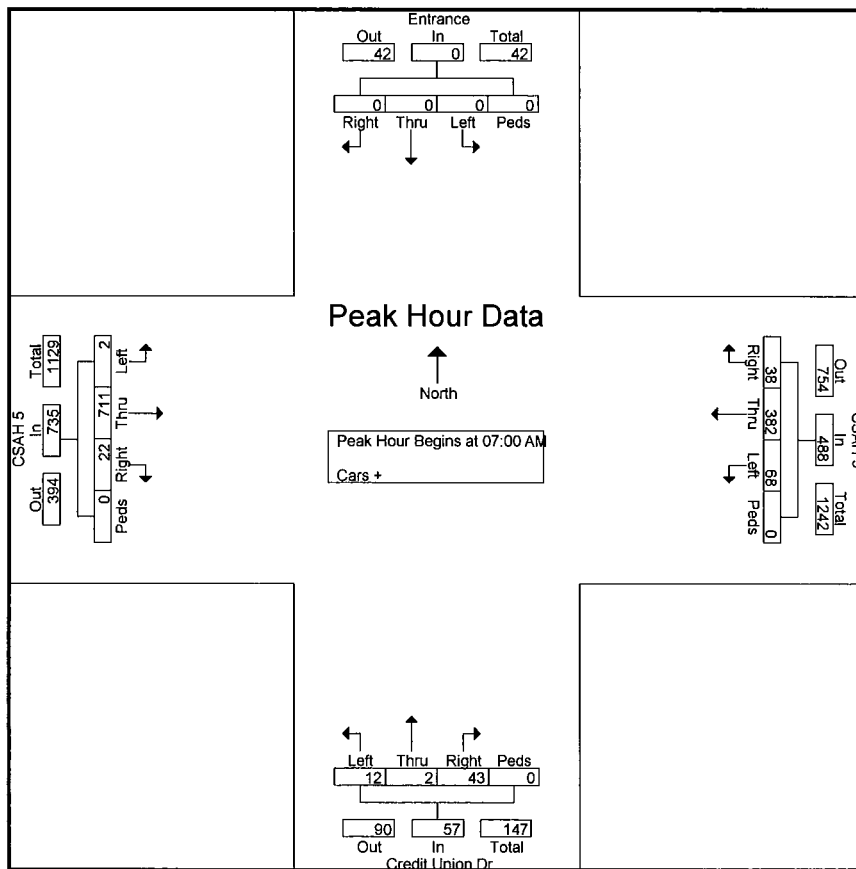 Entrance
Out In Total
42 0 42
0 0 0 0
Right Thru Left Peds
Peak Hour Data
North
Peak Hour Begins at 07:00 AM
Cars +
CSAH 5
Total In Out
1129 735 394
2 711 22 0
Left Thru Right Peds
Right Thru Left Peds
38 382 68 0
754 488 1242
Out In Total
Left Thru Right Peds
12 2 43 0
90 57 147
Out In Total
Credit Union Dr